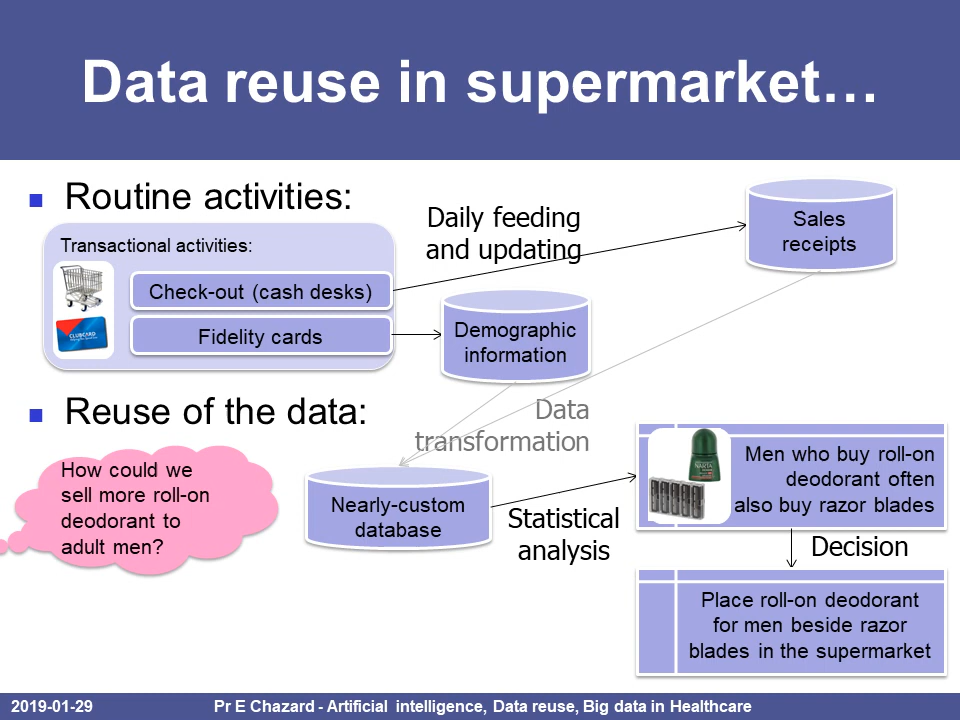 Data reuse in supermarket…
Routine activities:
Transactional activities:
Check-out (cash desks)
CLUBCARD
Fidelity cards
Daily feeding
and updating
Sales
receipts
Demographic
information
Reuse of the data:
Data
transformation
How could we
sell more roll-on
deodorant to
adult men?
Nearly-custom
database
Statistical
analysis
NARTA
Men who buy roll-on
deodorant often
also buy razor blades
Decision
Place roll-on deodorant
for men beside razor
blades in the supermarket
2019-01-29
Pr E Chazard - Artificial intelligence, Data reuse, Big data in Healthcare